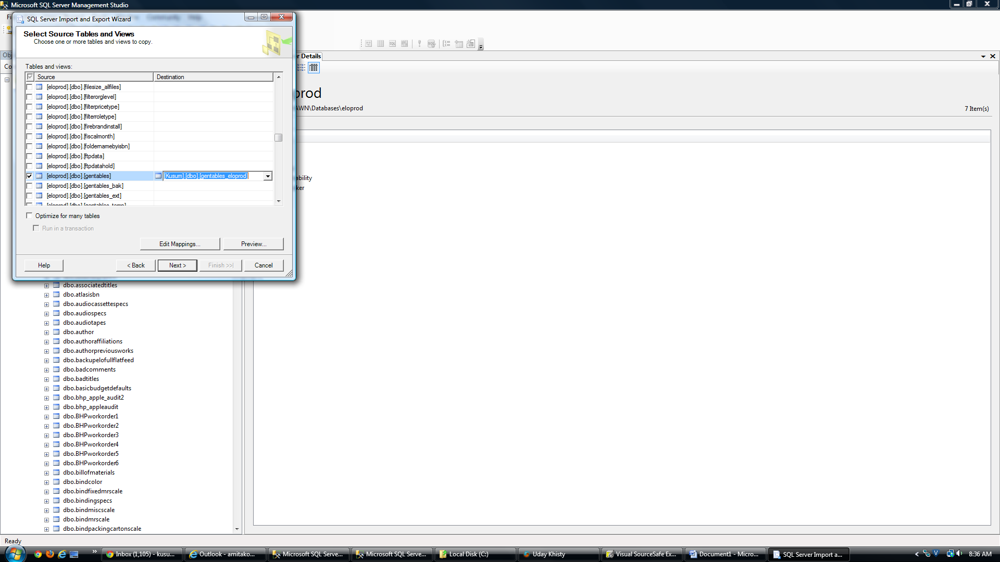 Microsoft SQL Server Management Studio
SQL Server Import and Export Wizard
Select Source Tables and Views
Choose one or more tables and views to copy.
Tables and views:
Source Destination
[eloprod].[dbo].[filesize_allfiles]
[eloprod].[dbo].[filterorglevel]
[eloprod].[dbo].[filterpricetype]
[eloprod].[dbo].[filterroletype]
[eloprod].[dbo].[firebrandinstall]
[eloprod].[dbo].[fiscalmonth]
[eloprod].[dbo].[foldernamebyisbn]
[eloprod].[dbo].[ftpdata]
[eloprod].[dbo].[ftpdatahold]
[eloprod].[dbo].[gentables] [Kusum].[dbo].[gentables_eloprod]
[eloprod].[dbo].[gentables_bak]
[eloprod].[dbo].[gentables_ext]
[eloprod].[dbo].[gentables_temp]
Optimize for many tables
Run in a transaction
Edit Mappings... Preview...
Help < Back Next > Finish >>| Cancel
r Details
prod
AWN\Databases\eloprod
7 Item(s)
ability
ker
dbo.associatedtitles
dbo.atlasisbn
dbo.audiocassettespecs
dbo.audiospecs
dbo.audiotapes
dbo.author
dbo.authoraffiliations
dbo.authorpreviousworks
dbo.backupelofullflatfeed
dbo.badcomments
dbo.badtitles
dbo.basicbudgetdefaults
dbo.bhp_apple_audit2
dbo.bhp_appleaudit
dbo.BHPworkorder1
dbo.BHPworkorder2
dbo.BHPworkorder3
dbo.BHPworkorder4
dbo.BHPworkorder5
dbo.BHPworkorder6
dbo.billofmaterials
dbo.bindcolor
dbo.bindfixedmrscale
dbo.bindingspecs
dbo.bindmiscscale
dbo.bindmrscale
dbo.bindpackingcartonscale
Ready
Inbox (1,105) - kusu... Outlook - amitako... Microsoft SQL Serve... Microsoft SQL Serve... Local Disk (C:) Uday Khisty Visual SourceSafe Ex... Document1 - Micro... SQL Server Import a... 8:36 AM